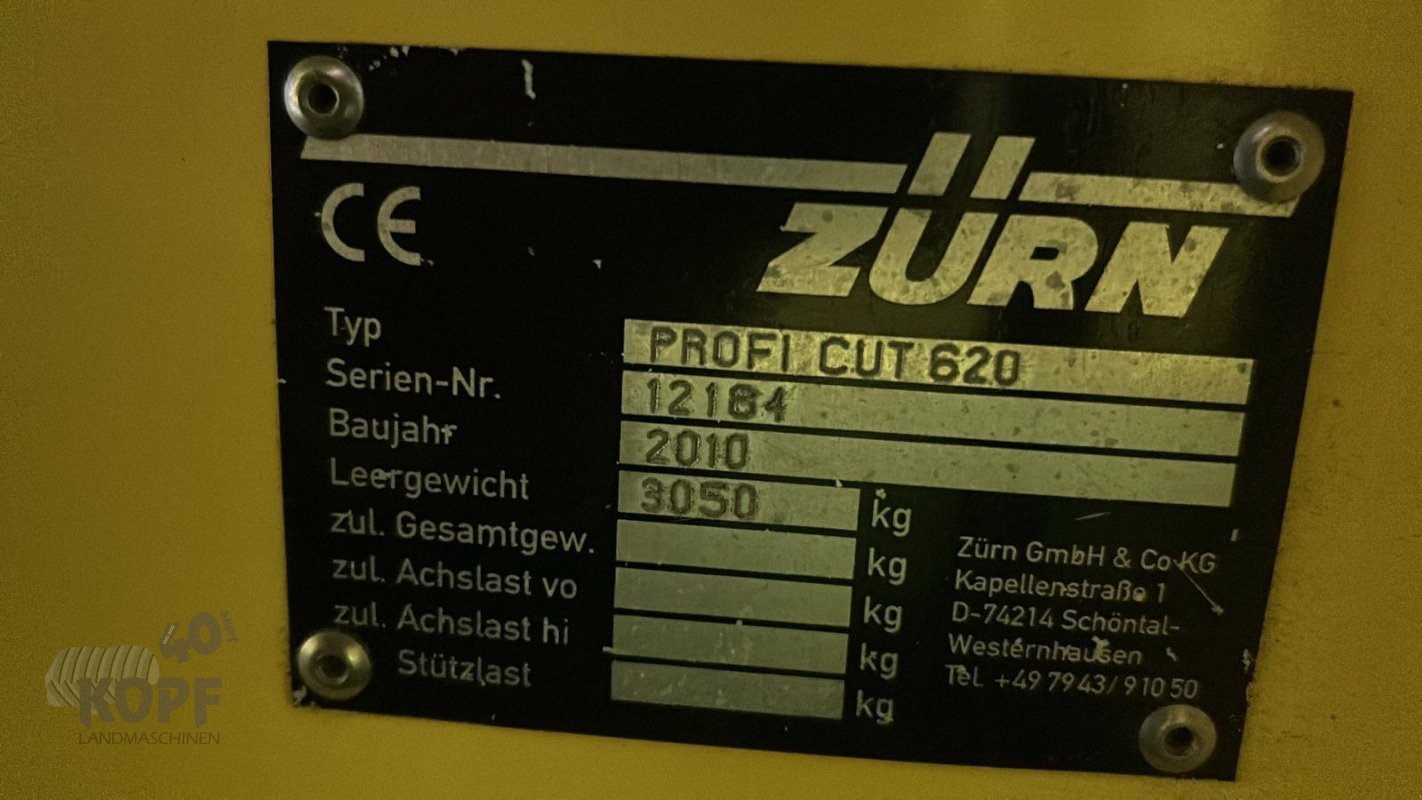 CE
ZÜRN
Typ PROFI CUT 620
Serien-Nr. 12184
Baujahr 2010
Leergewicht 3050 kg
zul. Gesamtgew. kg
zul. Achslast vo kg
zul. Achslast hi kg
Stützlast kg
Zürn GmbH & Co KG
Kapellenstraße 1
D-74214 Schöntal-
Westernhausen
Tel. +49 7943/91050
40
KOPF
LANDMASCHINEN